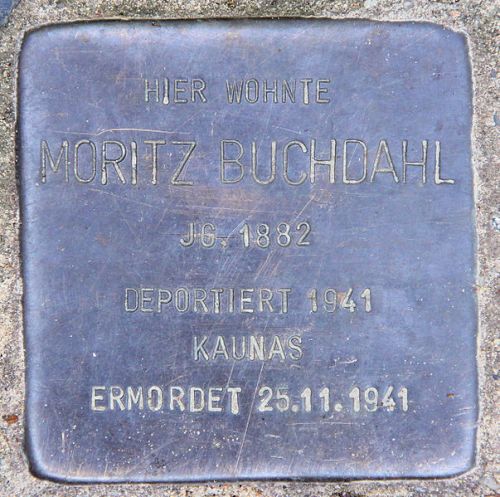 HIER WOHNTE
MORITZ BUCHDAHL
JG. 1882
DEPORTIERT 1941
KAUNAS
ERMORDET 25.11.1941